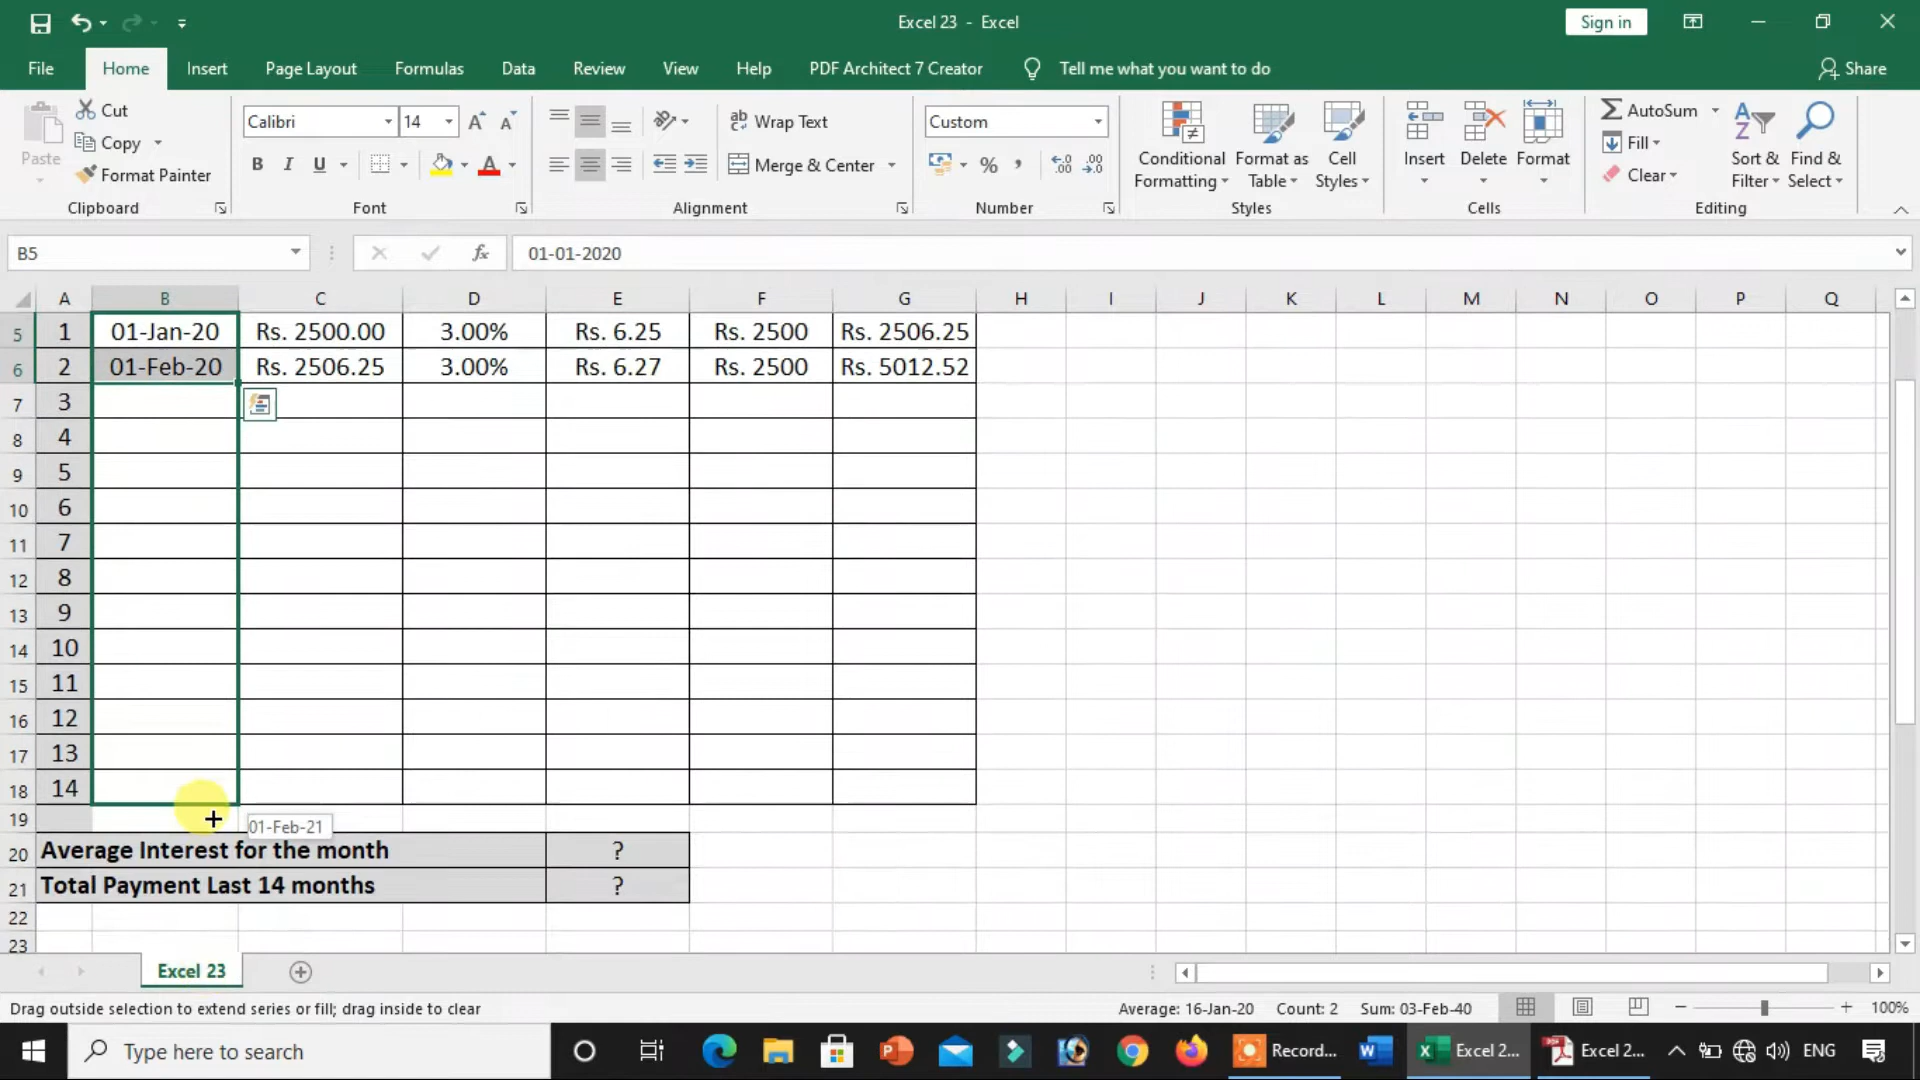 Excel 23 - Excel
Sign in
File Home Insert Page Layout Formulas Data Review View Help PDF Architect 7 Creator Tell me what you want to do Share
Paste
Cut
Copy
Format Painter
Clipboard
Calibri 14
B I U
Font
Wrap Text
Merge & Center
Alignment
Custom
%
Number
Conditional Formatting
Format as Table
Cell Styles
Styles
Insert Delete Format
Cells
AutoSum
Fill
Clear
Sort & Filter
Find & Select
Editing
B5 fx 01-01-2020
A B C D E F G H I J K L M N O P Q
5 1 01-Jan-20 Rs. 2500.00 3.00% Rs. 6.25 Rs. 2500 Rs. 2506.25
6 2 01-Feb-20 Rs. 2506.25 3.00% Rs. 6.27 Rs. 2500 Rs. 5012.52
7 3
8 4
9 5
10 6
11 7
12 8
13 9
14 10
15 11
16 12
17 13
18 14
19 01-Feb-21
20 Average Interest for the month ?
21 Total Payment Last 14 months ?
22
23
Excel 23
Drag outside selection to extend series or fill; drag inside to clear Average: 16-Jan-20 Count: 2 Sum: 03-Feb-40 100%
Type here to search Record... Excel 2... Excel 2... ENG